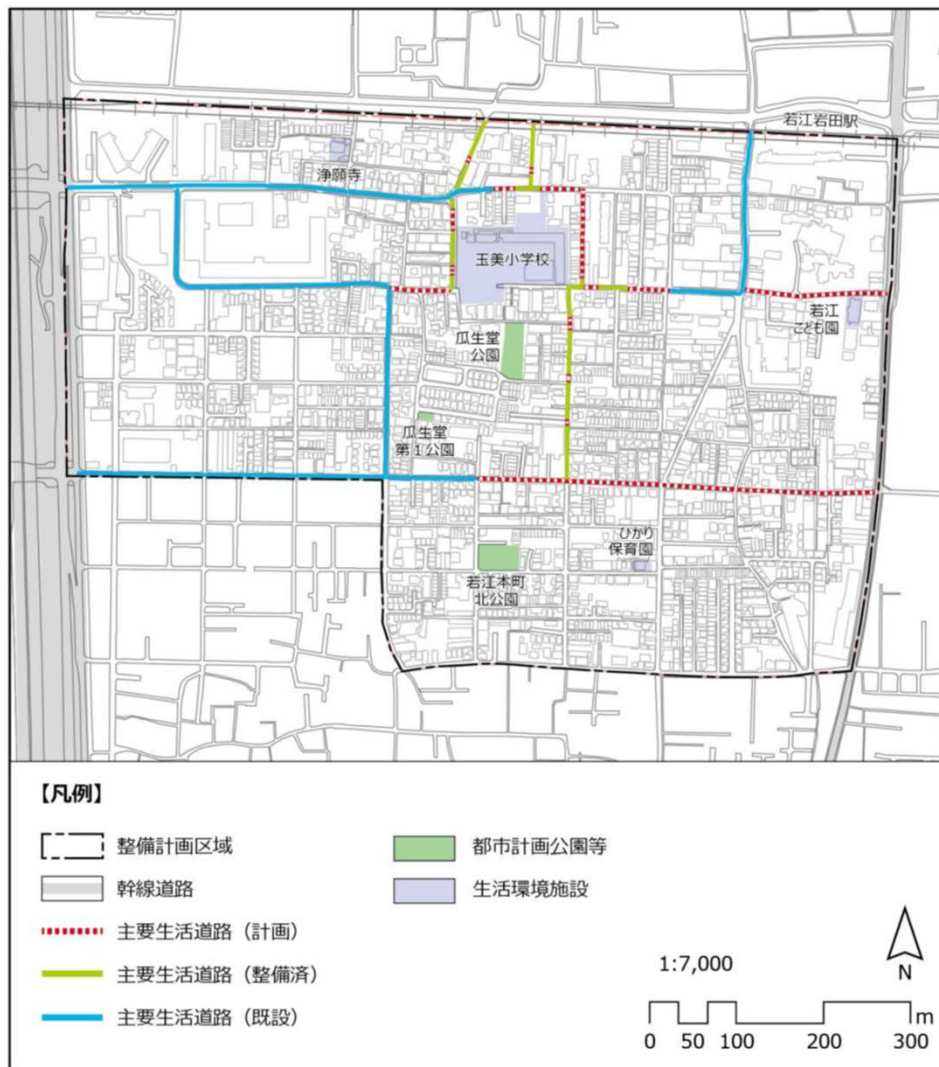 若江岩田駅
浄願寺
玉美小学校
若江
こども園
瓜生堂
公園
瓜生堂
第1公園
ひかり
保育園
若江本町
北公園
【凡例】
整備計画区域
都市計画公園等
幹線道路
生活環境施設
主要生活道路（計画）
主要生活道路（整備済）
主要生活道路（既設）
1:7,000
N
m
0 50 100 200 300